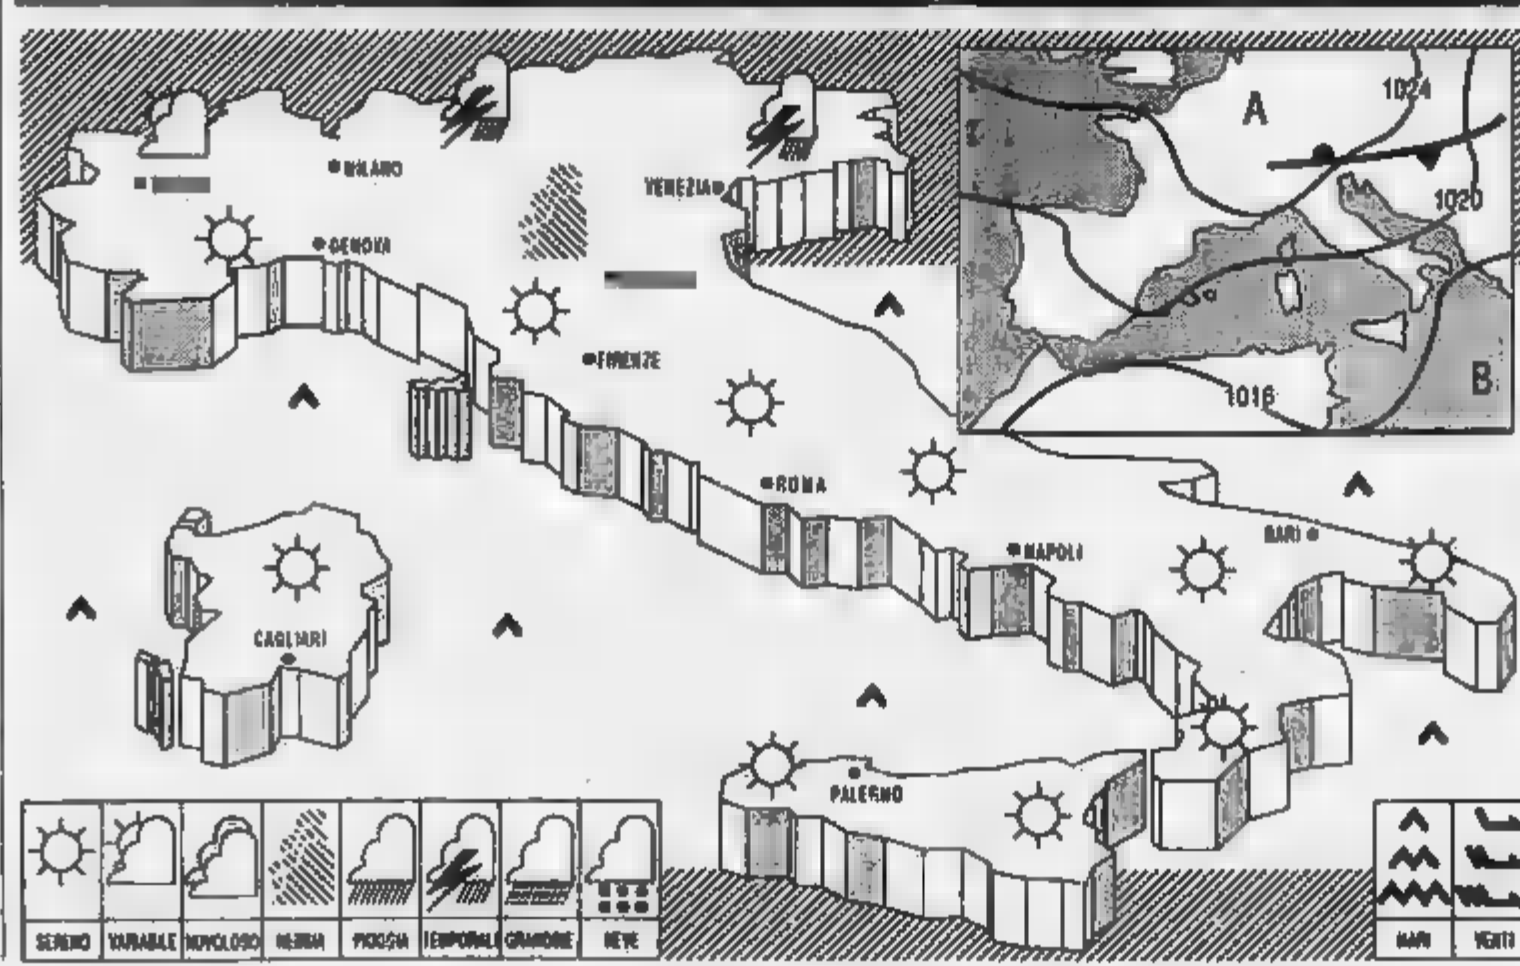 1024
A
MILANO
VENEZIA
1020
GENOVA
FIRENZE
B
1016
ROMA
BARI
NAPOLI
CAGLIARI
PALERMO
SERENO VARIABILE NUVOLOSO NEBBIA PIOGGIA TEMPORALE GRANDINE NEVE
MARI VENTI